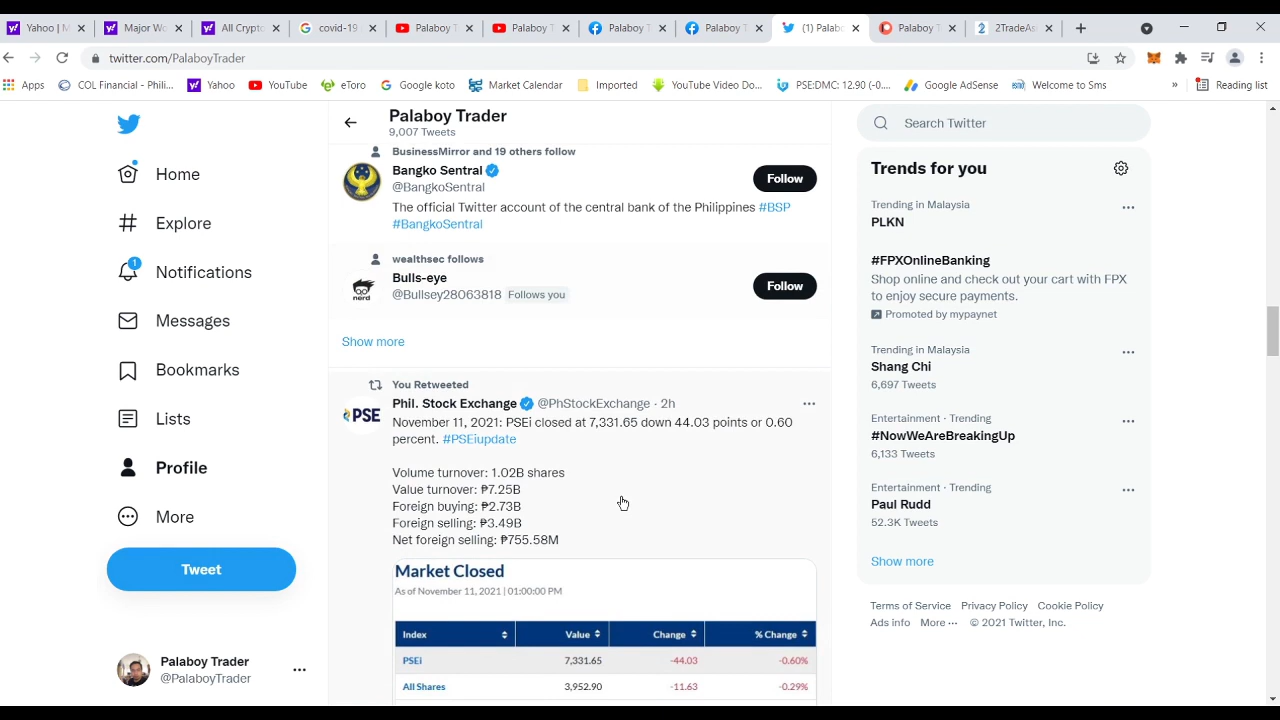 Yahoo | M
Major Wo
All Crypto
covid-19
Palaboy T
Palaboy T
Palaboy T
Palaboy T
(1) Palabo
Palaboy T
2TradeAs
twitter.com/PalaboyTrader
Apps
COL Financial - Phili...
Yahoo
YouTube
eToro
Google koto
Market Calendar
Imported
YouTube Video Do...
PSE:DMC: 12.90 (-0....
Google AdSense
Welcome to Sms
»
Reading list
Home
Explore
1
Notifications
Messages
Bookmarks
Lists
Profile
More
Tweet
Palaboy Trader
@PalaboyTrader
Palaboy Trader
9,007 Tweets
BusinessMirror and 19 others follow
Bangko Sentral
@BangkoSentral
Follow
The official Twitter account of the central bank of the Philippines #BSP
#BangkoSentral
wealthsec follows
Bulls-eye
nerd
@Bullsey28063818 Follows you
Follow
Show more
You Retweeted
PSE
Phil. Stock Exchange @PhStockExchange · 2h
November 11, 2021: PSEi closed at 7,331.65 down 44.03 points or 0.60
percent. #PSEiupdate
Volume turnover: 1.02B shares
Value turnover: ₱7.25B
Foreign buying: ₱2.73B
Foreign selling: ₱3.49B
Net foreign selling: ₱755.58M
Market Closed
As of November 11, 2021 | 01:00:00 PM
Index Value Change % Change
PSEi 7,331.65 -44.03 -0.60%
All Shares 3,952.90 -11.63 -0.29%
Search Twitter
Trends for you
Trending in Malaysia
PLKN
#FPXOnlineBanking
Shop online and check out your cart with FPX
to enjoy secure payments.
Promoted by mypaynet
Trending in Malaysia
Shang Chi
6,697 Tweets
Entertainment · Trending
#NowWeAreBreakingUp
6,133 Tweets
Entertainment · Trending
Paul Rudd
52.3K Tweets
Show more
Terms of Service Privacy Policy Cookie Policy
Ads info More ··· © 2021 Twitter, Inc.